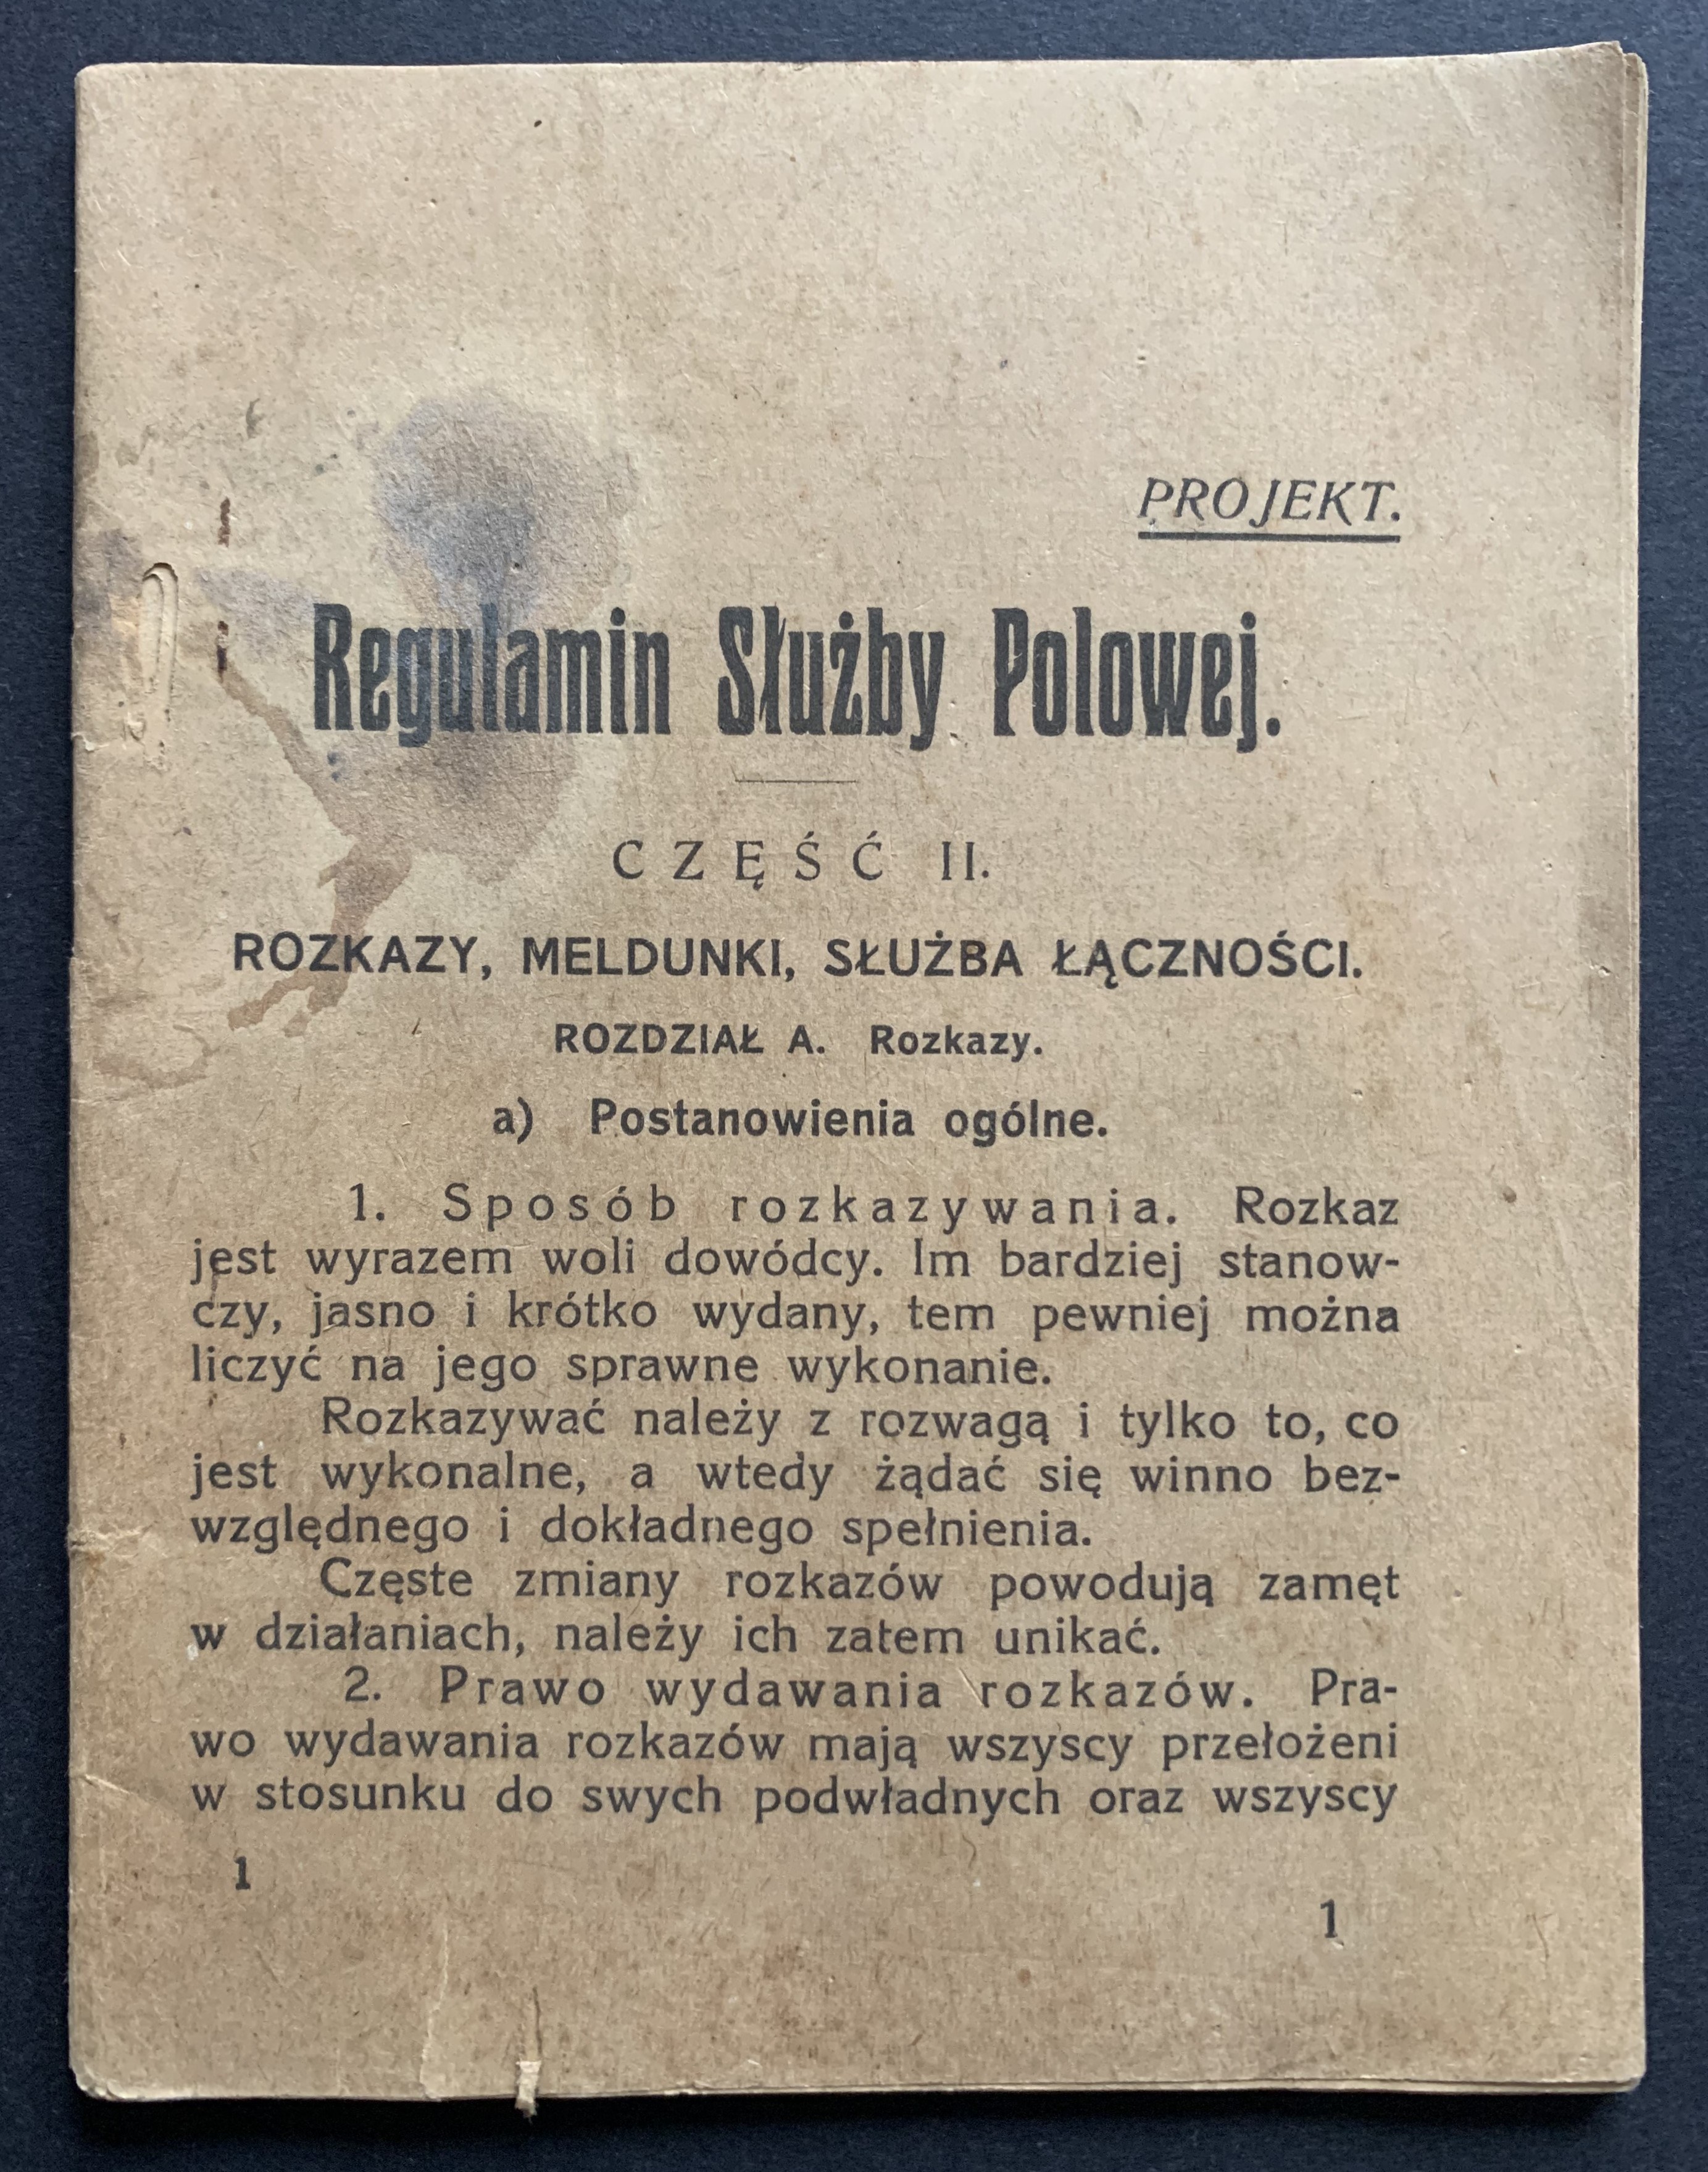 PROJEKT.
Regulamin Służby Polowej.
CZĘŚĆ II.
ROZKAZY, MELDUNKI, SŁUŻBA ŁĄCZNOŚCI.
ROZDZIAŁ A. Rozkazy.
a) Postanowienia ogólne.
1. Sposób rozkazywania. Rozkaz
jest wyrazem woli dowódcy. Im bardziej stanow-
czy, jasno i krótko wydany, tem pewniej można
liczyć na jego sprawne wykonanie.
Rozkazywać należy z rozwagą i tylko to, co
jest wykonalne, a wtedy żądać się winno bez-
względnego i dokładnego spełnienia.
Częste zmiany rozkazów powodują zamęt
w działaniach, należy ich zatem unikać.
2. Prawo wydawania rozkazów. Pra-
wo wydawania rozkazów mają wszyscy przełożeni
w stosunku do swych podwładnych oraz wszyscy
1
1